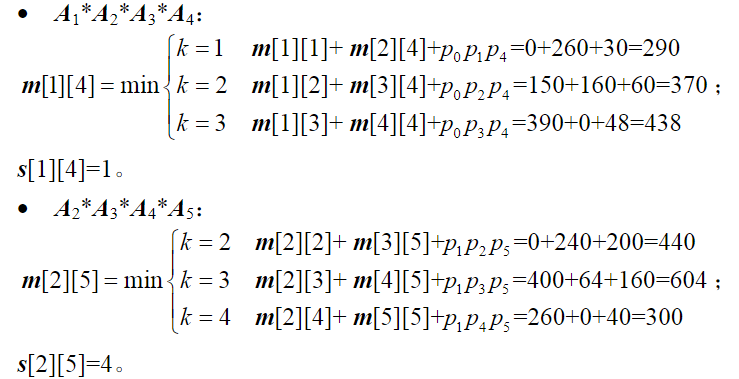 • A₁*A₂*A₃*A₄：
k = 1 m[1][1]+ m[2][4]+p₀p₁p₄=0+260+30=290
m[1][4] = min { k = 2 m[1][2]+ m[3][4]+p₀p₂p₄=150+160+60=370；
k = 3 m[1][3]+ m[4][4]+p₀p₃p₄=390+0+48=438
s[1][4]=1。
• A₂*A₃*A₄*A₅：
k = 2 m[2][2]+ m[3][5]+p₁p₂p₅=0+240+200=440
m[2][5] = min { k = 3 m[2][3]+ m[4][5]+p₁p₃p₅=400+64+160=604；
k = 4 m[2][4]+ m[5][5]+p₁p₄p₅=260+0+40=300
s[2][5]=4。